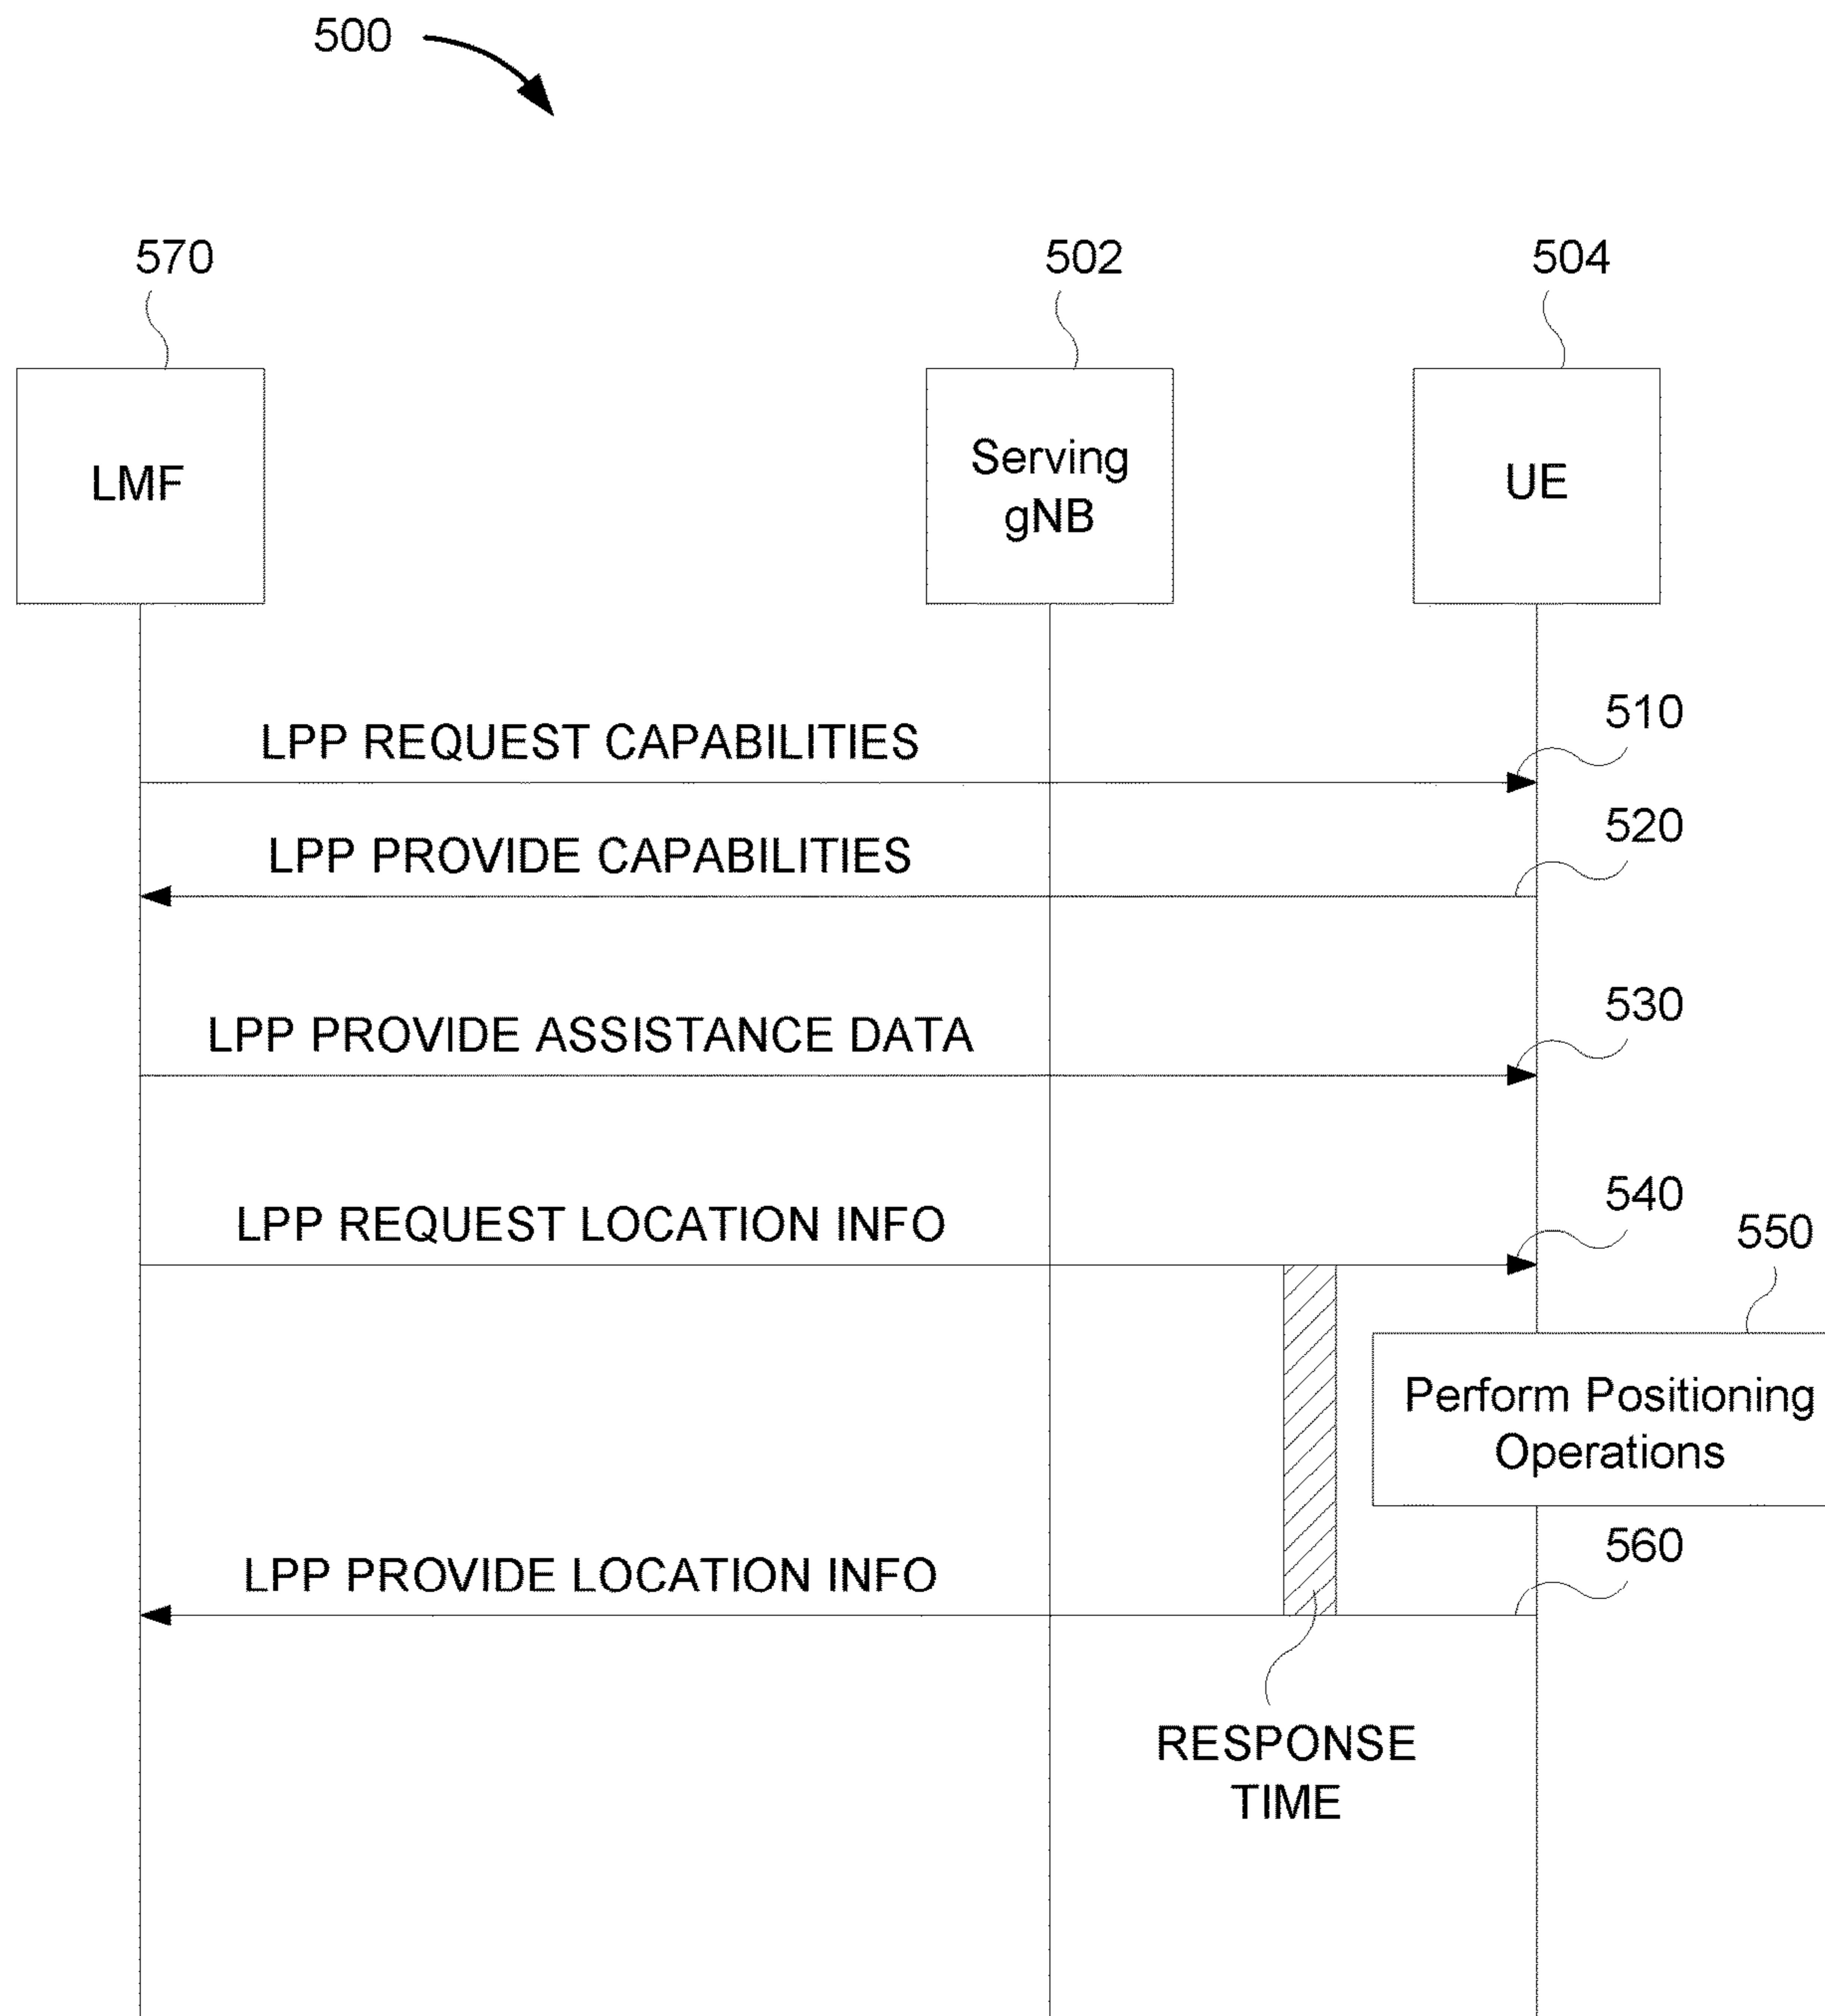 500
570
502
504
LMF
Serving
gNB
UE
510
LPP REQUEST CAPABILITIES
520
LPP PROVIDE CAPABILITIES
530
LPP PROVIDE ASSISTANCE DATA
540
LPP REQUEST LOCATION INFO
550
Perform Positioning
Operations
560
LPP PROVIDE LOCATION INFO
RESPONSE
TIME